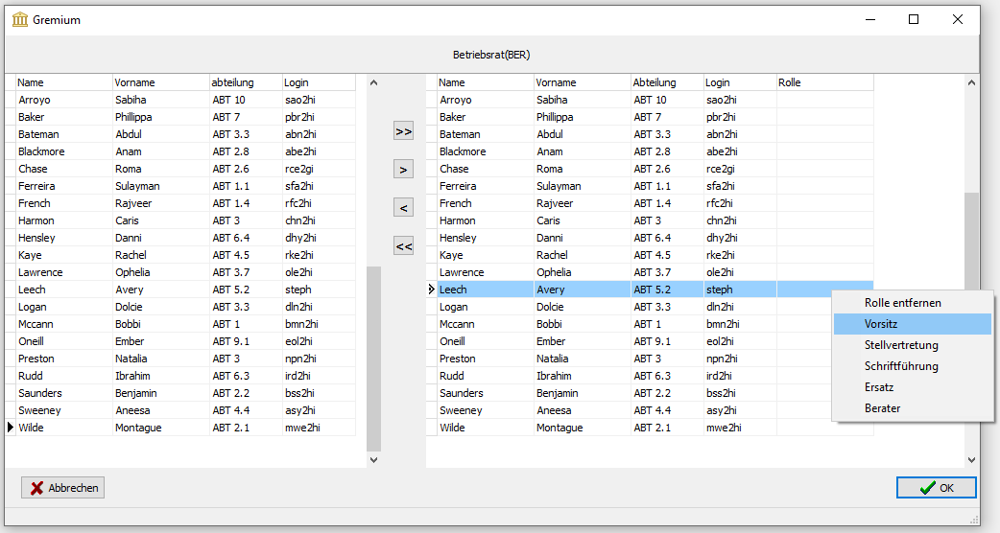 Gremium
Betriebsrat(BER)
Name Vorname abteilung Login
Arroyo Sabiha ABT 10 sao2hi
Baker Phillippa ABT 7 pbr2hi
Bateman Abdul ABT 3.3 abn2hi
Blackmore Anam ABT 2.8 abe2hi
Chase Roma ABT 2.6 rce2gi
Ferreira Sulayman ABT 1.1 sfa2hi
French Rajveer ABT 1.4 rfc2hi
Harmon Caris ABT 3 chn2hi
Hensley Danni ABT 6.4 dhy2hi
Kaye Rachel ABT 4.5 rke2hi
Lawrence Ophelia ABT 3.7 ole2hi
Leech Avery ABT 5.2 steph
Logan Dolcie ABT 3.3 dln2hi
Mccann Bobbi ABT 1 bmn2hi
Oneill Ember ABT 9.1 eol2hi
Preston Natalia ABT 3 npn2hi
Rudd Ibrahim ABT 6.3 ird2hi
Saunders Benjamin ABT 2.2 bss2hi
Sweeney Aneesa ABT 4.4 asy2hi
Wilde Montague ABT 2.1 mwe2hi
>>
>
<
<<
Name Vorname Abteilung Login Rolle
Arroyo Sabiha ABT 10 sao2hi
Baker Phillippa ABT 7 pbr2hi
Bateman Abdul ABT 3.3 abn2hi
Blackmore Anam ABT 2.8 abe2hi
Chase Roma ABT 2.6 rce2gi
Ferreira Sulayman ABT 1.1 sfa2hi
French Rajveer ABT 1.4 rfc2hi
Harmon Caris ABT 3 chn2hi
Hensley Danni ABT 6.4 dhy2hi
Kaye Rachel ABT 4.5 rke2hi
Lawrence Ophelia ABT 3.7 ole2hi
Leech Avery ABT 5.2 steph
Logan Dolcie ABT 3.3 dln2hi
Mccann Bobbi ABT 1 bmn2hi
Oneill Ember ABT 9.1 eol2hi
Preston Natalia ABT 3 npn2hi
Rudd Ibrahim ABT 6.3 ird2hi
Saunders Benjamin ABT 2.2 bss2hi
Sweeney Aneesa ABT 4.4 asy2hi
Wilde Montague ABT 2.1 mwe2hi
Rolle entfernen
Vorsitz
Stellvertretung
Schriftführung
Ersatz
Berater
Abbrechen
OK